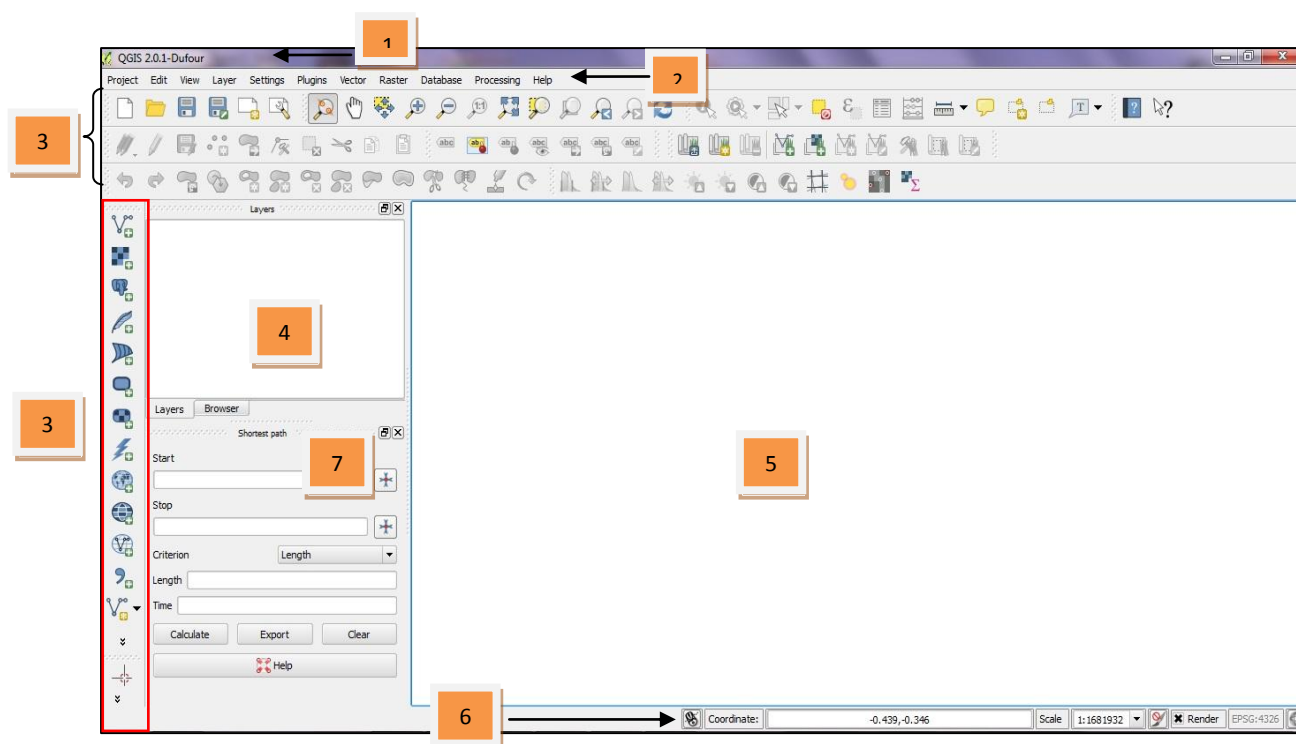 1
QGIS 2.0.1-Dufour
2
Project Edit View Layer Settings Plugins Vector Raster Database Processing Help
3
Layers
4
Layers Browser
3
Shortest path
7
Start
5
Stop
Criterion Length
Length
Time
Calculate Export Clear
Help
6
Coordinate: -0.439,-0.346 Scale 1:1681932 Render EPSG:4326